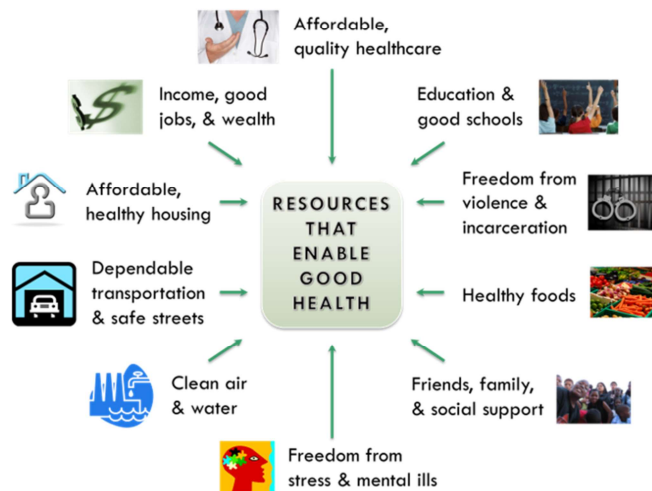 Affordable,
quality healthcare
Income, good
jobs, & wealth
Education &
good schools
Affordable,
healthy housing
RESOURCES
THAT
ENABLE
GOOD
HEALTH
Freedom from
violence &
incarceration
Dependable
transportation
& safe streets
Healthy foods
Clean air
& water
Friends, family,
& social support
Freedom from
stress & mental ills